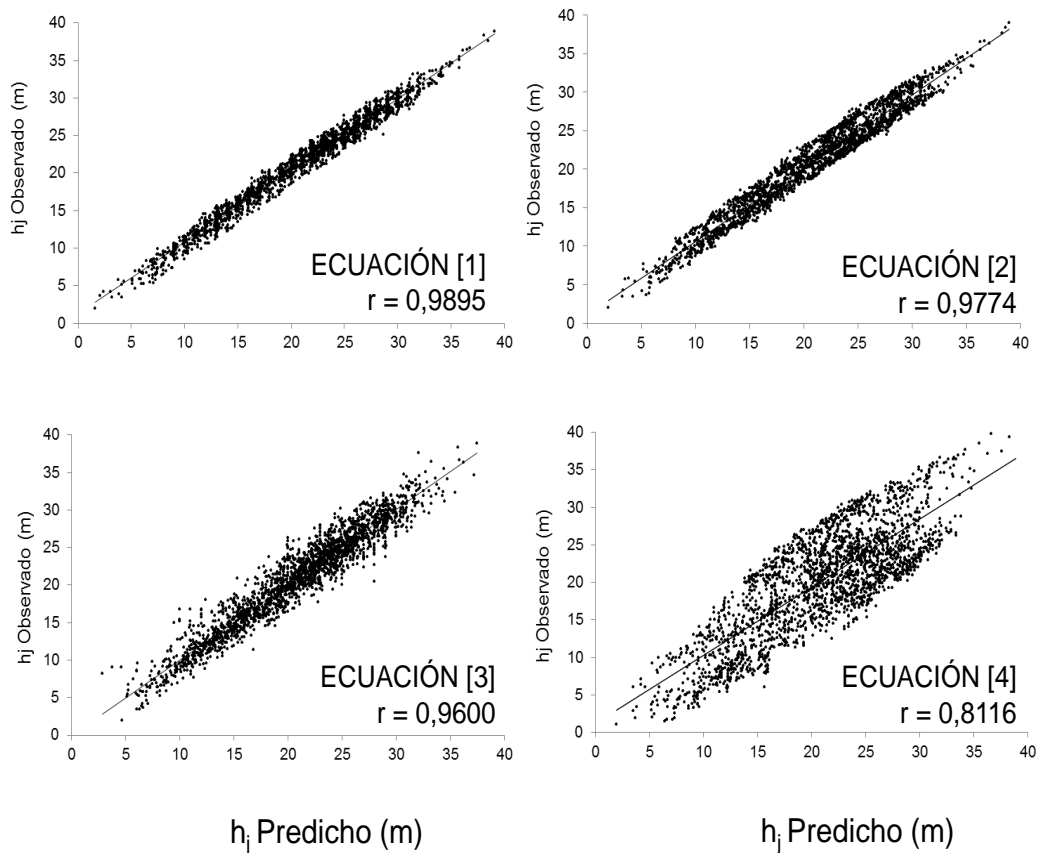 40
35
30
25
20
15
10
5
0
hj Observado (m)
ECUACIÓN [1]
r = 0,9895
0 5 10 15 20 25 30 35 40
40
35
30
25
20
15
10
5
0
hj Observado (m)
ECUACIÓN [2]
r = 0,9774
0 5 10 15 20 25 30 35 40
40
35
30
25
20
15
10
5
0
hj Observado (m)
ECUACIÓN [3]
r = 0,9600
0 5 10 15 20 25 30 35 40
40
35
30
25
20
15
10
5
0
hj Observado (m)
ECUACIÓN [4]
r = 0,8116
0 5 10 15 20 25 30 35 40
hj Predicho (m)
hj Predicho (m)